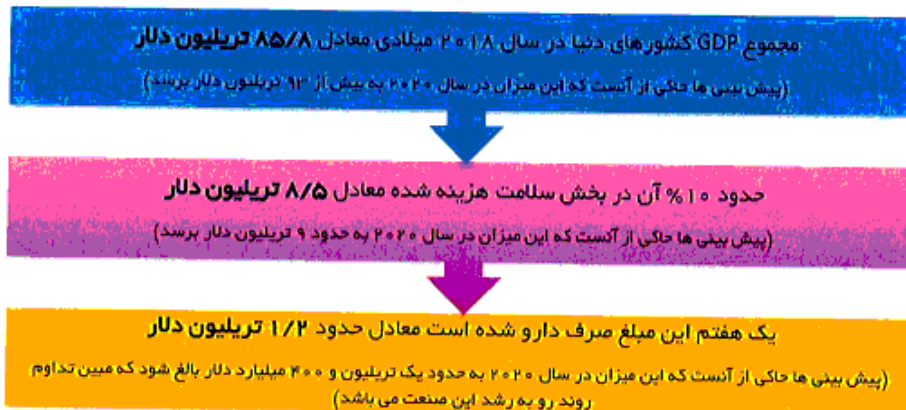 مجموع GDP کشورهای دنیا در سال ۲۰۱۸ میلادی معادل ۸۵/۸ تریلیون دلار
(پیش بینی ها حاکی از آنست که این میزان در سال ۲۰۲۰ به بیش از ۹۳ تریلیون دلار برسد)
حدود ۱۰% آن در بخش سلامت هزینه شده معادل ۸/۵ تریلیون دلار
(پیش بینی ها حاکی از آنست که این میزان در سال ۲۰۲۰ به حدود ۹ تریلیون دلار برسد)
یک هفتم این مبلغ صرف دارو شده است معادل حدود ۱/۲ تریلیون دلار
(پیش بینی ها حاکی از آنست که این میزان در سال ۲۰۲۰ به حدود یک تریلیون و ۴۰۰ میلیارد دلار بالغ شود که مبین تداوم
روند رو به رشد این صنعت می باشد)